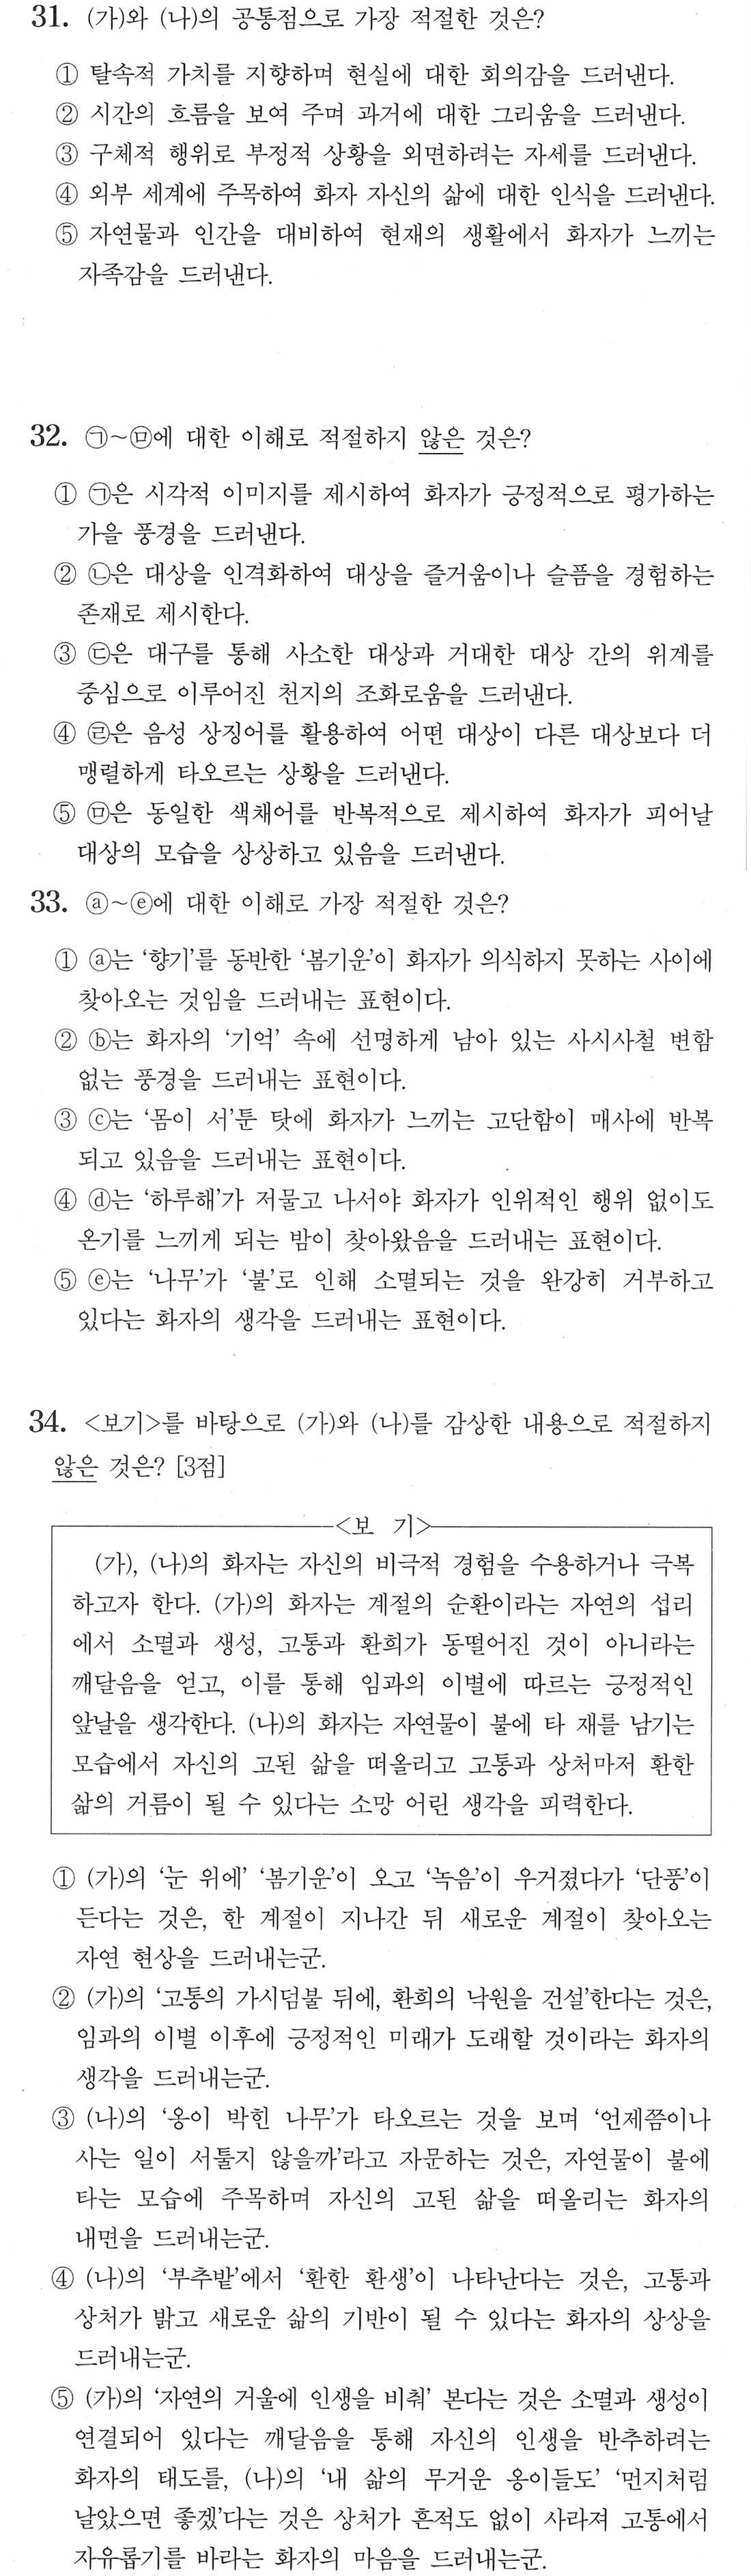 31. (가)와 (나)의 공통점으로 가장 적절한 것은?
① 탈속적 가치를 지향하며 현실에 대한 회의감을 드러낸다.
② 시간의 흐름을 보여 주며 과거에 대한 그리움을 드러낸다.
③ 구체적 행위로 부정적 상황을 외면하려는 자세를 드러낸다.
④ 외부 세계에 주목하여 화자 자신의 삶에 대한 인식을 드러낸다.
⑤ 자연물과 인간을 대비하여 현재의 생활에서 화자가 느끼는
자족감을 드러낸다.
32. ㉠~㉤에 대한 이해로 적절하지 않은 것은?
① ㉠은 시각적 이미지를 제시하여 화자가 긍정적으로 평가하는
가을 풍경을 드러낸다.
② ㉡은 대상을 인격화하여 대상을 즐거움이나 슬픔을 경험하는
존재로 제시한다.
③ ㉢은 대구를 통해 사소한 대상과 거대한 대상 간의 위계를
중심으로 이루어진 천지의 조화로움을 드러낸다.
④ ㉣은 음성 상징어를 활용하여 어떤 대상이 다른 대상보다 더
맹렬하게 타오르는 상황을 드러낸다.
⑤ ㉤은 동일한 색채어를 반복적으로 제시하여 화자가 피어날
대상의 모습을 상상하고 있음을 드러낸다.
33. ⓐ~ⓔ에 대한 이해로 가장 적절한 것은?
① ⓐ는 ‘향기’를 동반한 ‘봄기운’이 화자가 의식하지 못하는 사이에
찾아오는 것임을 드러내는 표현이다.
② ⓑ는 화자의 ‘기억’ 속에 선명하게 남아 있는 사시사철 변함
없는 풍경을 드러내는 표현이다.
③ ⓒ는 ‘몸이 서’툰 탓에 화자가 느끼는 고단함이 매사에 반복
되고 있음을 드러내는 표현이다.
④ ⓓ는 ‘하루해’가 저물고 나서야 화자가 인위적인 행위 없이도
온기를 느끼게 되는 밤이 찾아왔음을 드러내는 표현이다.
⑤ ⓔ는 ‘나무’가 ‘불’로 인해 소멸되는 것을 완강히 거부하고
있다는 화자의 생각을 드러내는 표현이다.
34. <보기>를 바탕으로 (가)와 (나)를 감상한 내용으로 적절하지
않은 것은? [3점]
<보 기>
(가), (나)의 화자는 자신의 비극적 경험을 수용하거나 극복
하고자 한다. (가)의 화자는 계절의 순환이라는 자연의 섭리
에서 소멸과 생성, 고통과 환희가 동떨어진 것이 아니라는
깨달음을 얻고, 이를 통해 임과의 이별에 따르는 긍정적인
앞날을 생각한다. (나)의 화자는 자연물이 불에 타 재를 남기는
모습에서 자신의 고된 삶을 떠올리고 고통과 상처마저 환한
삶의 거름이 될 수 있다는 소망 어린 생각을 피력한다.
① (가)의 ‘눈 위에’ ‘봄기운’이 오고 ‘녹음’이 우거졌다가 ‘단풍’이
든다는 것은, 한 계절이 지나간 뒤 새로운 계절이 찾아오는
자연 현상을 드러내는군.
② (가)의 ‘고통의 가시덤불 뒤에, 환희의 낙원을 건설’한다는 것은,
임과의 이별 이후에 긍정적인 미래가 도래할 것이라는 화자의
생각을 드러내는군.
③ (나)의 ‘옹이 박힌 나무’가 타오르는 것을 보며 ‘언제쯤이나
사는 일이 서툴지 않을까’라고 자문하는 것은, 자연물이 불에
타는 모습에 주목하며 자신의 고된 삶을 떠올리는 화자의
내면을 드러내는군.
④ (나)의 ‘부추밭’에서 ‘환한 환생’이 나타난다는 것은, 고통과
상처가 밝고 새로운 삶의 기반이 될 수 있다는 화자의 상상을
드러내는군.
⑤ (가)의 ‘자연의 거울에 인생을 비춰’ 본다는 것은 소멸과 생성이
연결되어 있다는 깨달음을 통해 자신의 인생을 반추하려는
화자의 태도를, (나)의 ‘내 삶의 무거운 옹이들도’ ‘먼지처럼
날았으면 좋겠’다는 것은 상처가 흔적도 없이 사라져 고통에서
자유롭기를 바라는 화자의 마음을 드러내는군.